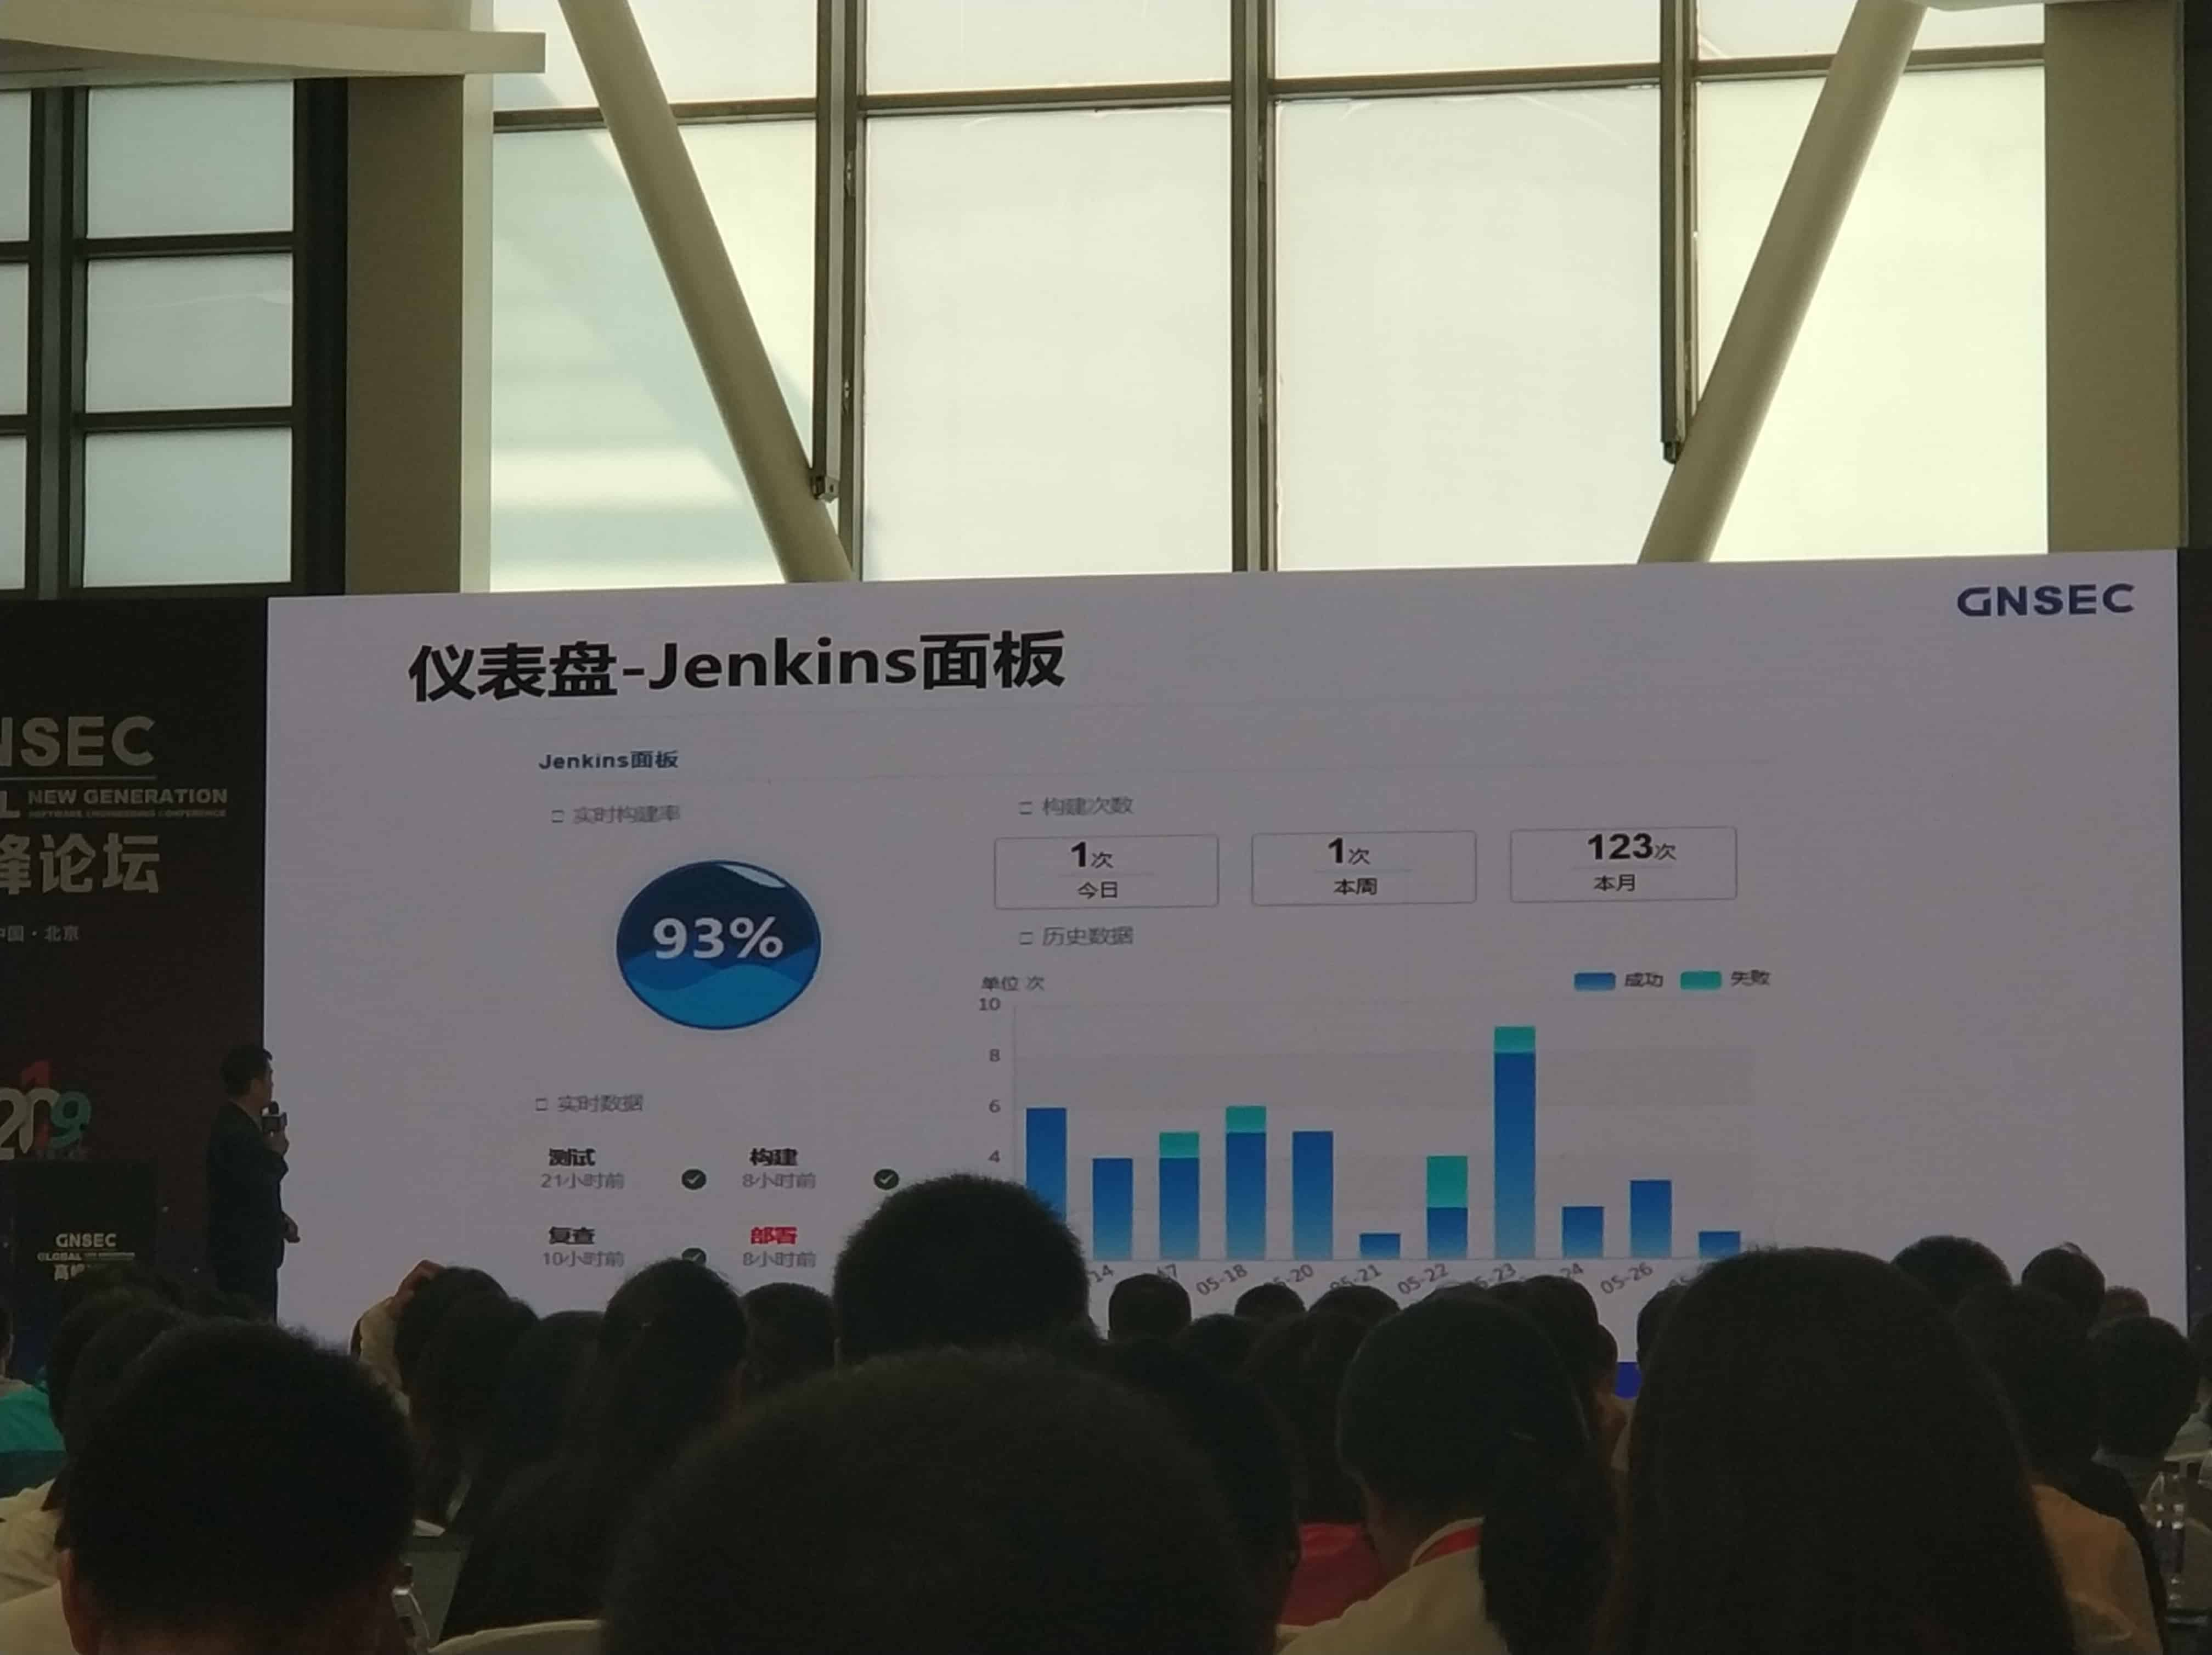 GNSEC
仪表盘-Jenkins面板
Jenkins面板
实时构建率
93%
构建次数
1次
今日
1次
本周
123次
本月
历史数据
单位 次
成功
失败
10
8
6
4
14
05-18
-20
05-21
05-22
-23
24
05-26
实时数据
测试
21小时前
构建
8小时前
复查
10小时前
部署
8小时前
NSEC
L NEW GENERATION
SOFTWARE ENGINEERING CONFERENCE
峰论坛
中国·北京
2019
GNSEC
GLOBAL